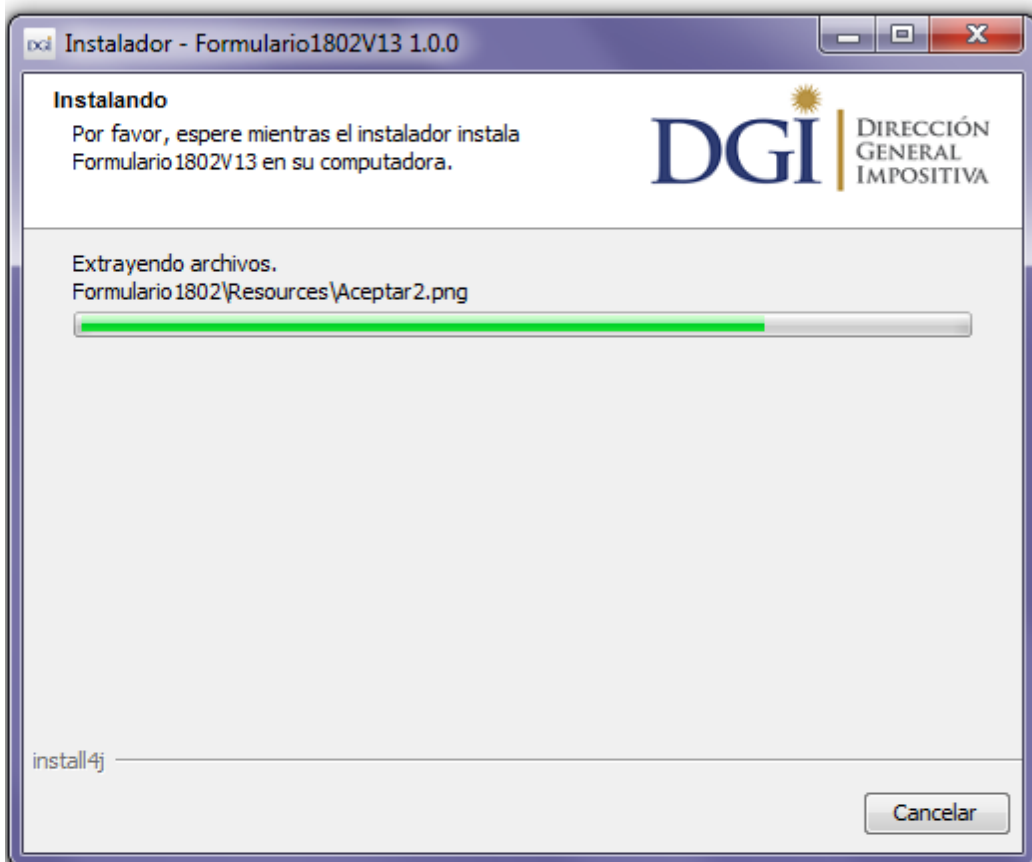 DGI Instalador - Formulario1802V13 1.0.0
Instalando
Por favor, espere mientras el instalador instala
Formulario1802V13 en su computadora.
DGI
DIRECCIÓN
GENERAL
IMPOSITIVA
Extrayendo archivos.
Formulario1802\Resources\Aceptar2.png
install4j
Cancelar